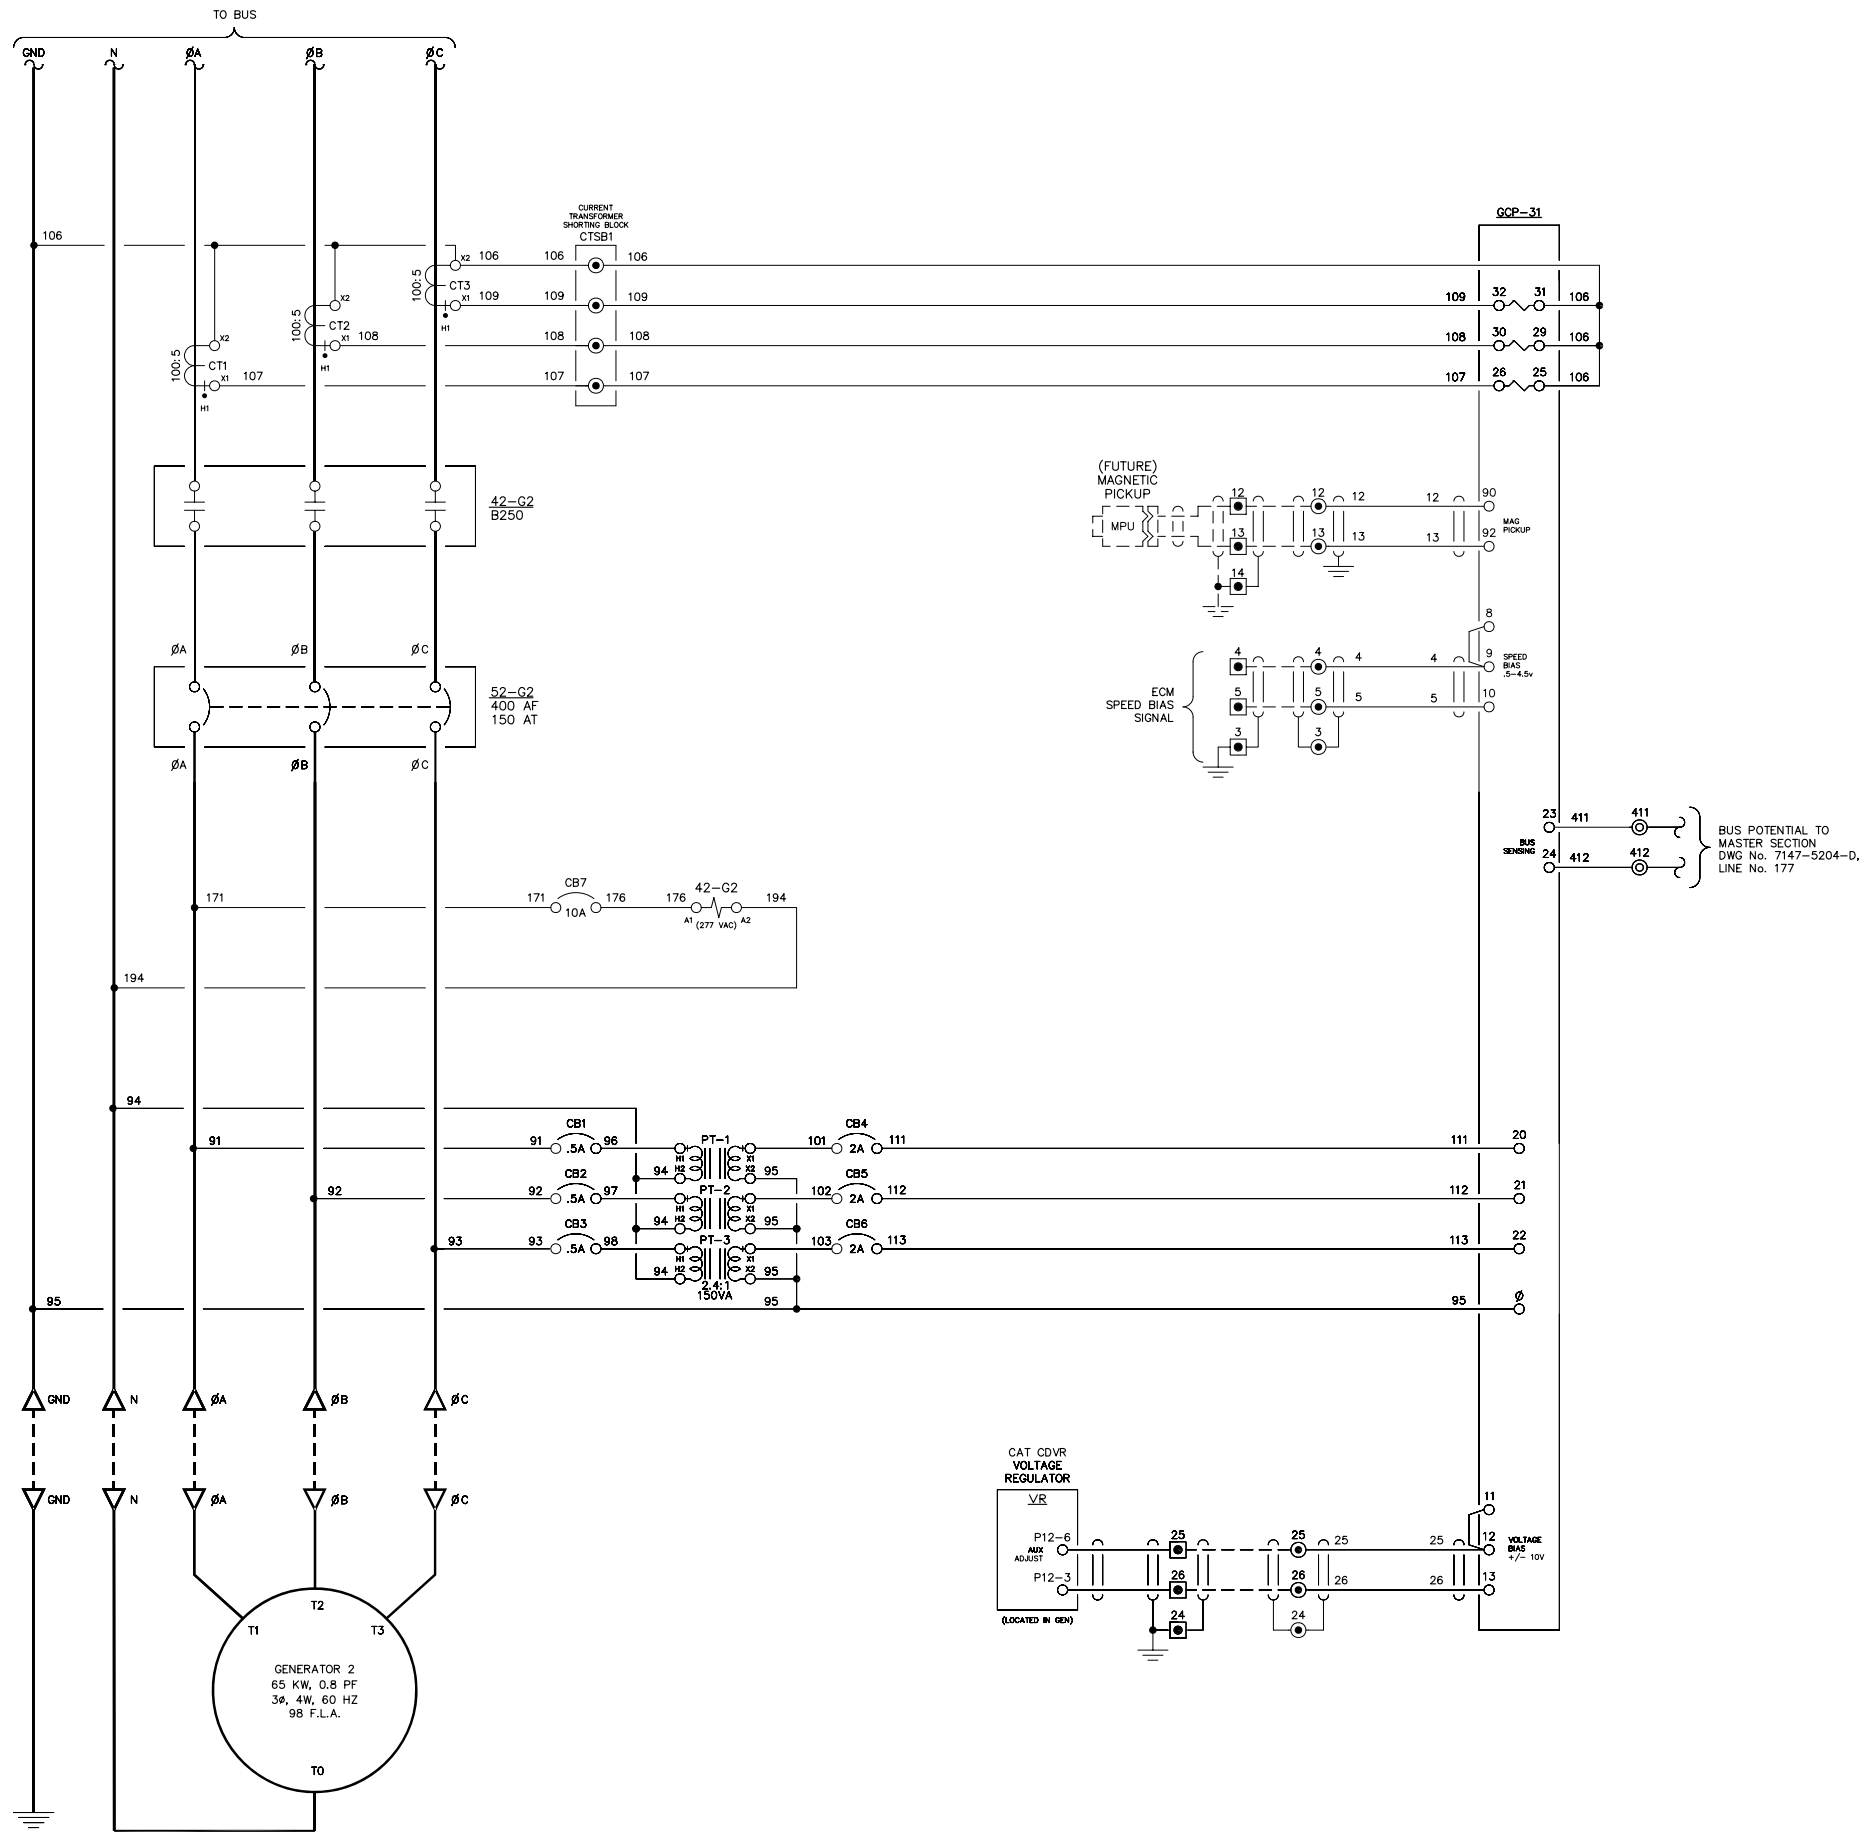 TO BUS
GND N ØA ØB ØC
CURRENT
TRANSFORMER
SHORTING BLOCK
CTSB1
GCP-31
106
X2 106 106 106
100:5 CT3
X1 109 109 109 109 32 31 106
H1
X2
100:5 CT2
X1 108 108 108 108 30 29 106
H1
X2
100:5 CT1
X1 107 107 107 107 26 25 106
H1
42-G2
B250
(FUTURE)
MAGNETIC
PICKUP
MPU
12 12 12 12 90
MAG
PICKUP
13 13 13 13 92
14
8
ØA ØB ØC
52-G2
400 AF
150 AT
ECM
SPEED BIAS
SIGNAL
4 4 4 4 9
SPEED
BIAS
.5-4.5v
5 5 5 5 10
3 3
ØA ØB ØC
23 411 411
BUS
SENSING
24 412 412
BUS POTENTIAL TO
MASTER SECTION
DWG No. 7147-5204-D,
LINE No. 177
171 171 CB7 176 176 42-G2 194
10A
A1 (277 VAC) A2
194
94
CB1 PT-1 CB4
91 91 .5A 96 101 2A 111 111 20
H1 X1
94 H2 X2 95
CB2 PT-2 CB5
92 92 .5A 97 102 2A 112 112 21
H1 X1
94 H2 X2 95
CB3 PT-3 CB6
93 93 .5A 98 103 2A 113 113 22
H1 X1
94 H2 X2 95
2.4:1
150VA
95 95 95 Ø
GND N ØA ØB ØC
GND N ØA ØB ØC
CAT CDVR
VOLTAGE
REGULATOR
VR
P12-6
AUX
ADJUST
P12-3
(LOCATED IN GEN)
11
25 25 25 25 12
VOLTAGE
BIAS
+/- 10V
26 26 26 26 13
24 24
T2
T1 T3
GENERATOR 2
65 KW, 0.8 PF
3ø, 4W, 60 HZ
98 F.L.A.
T0